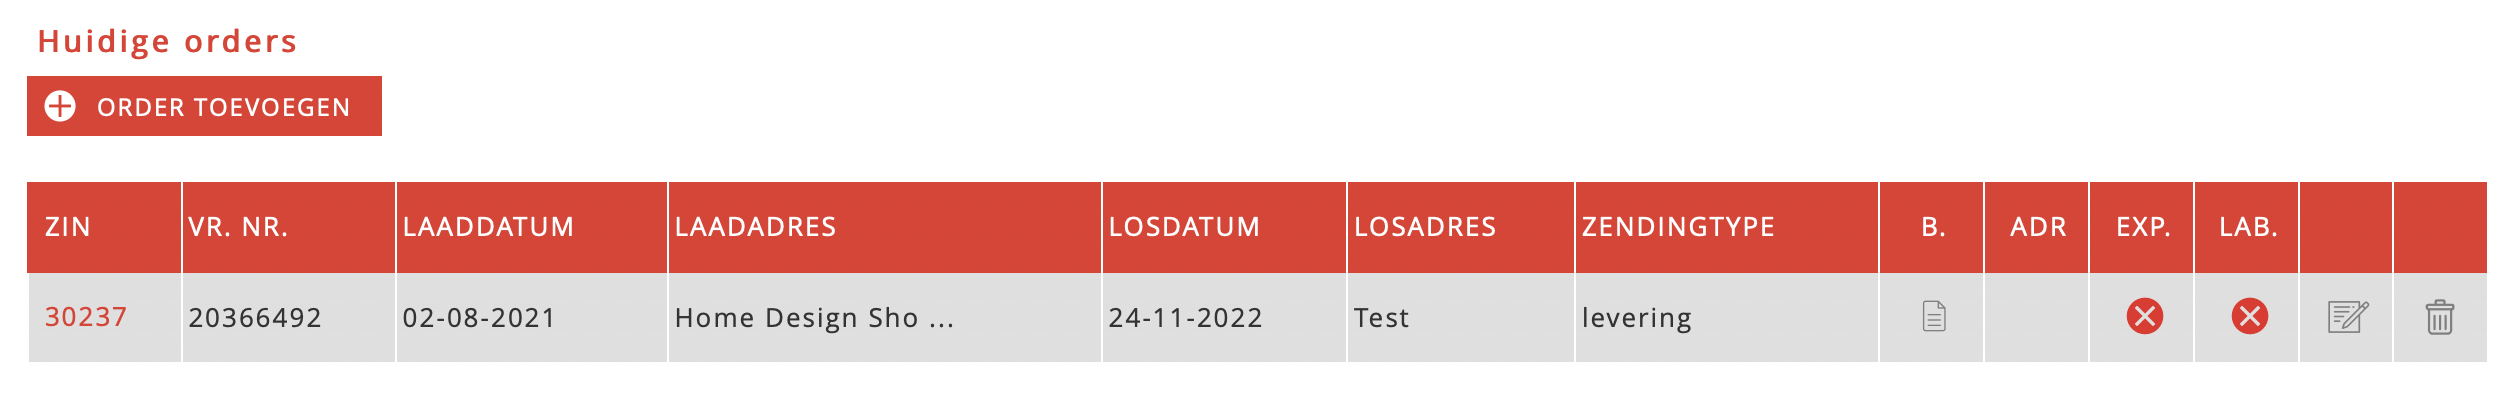 Huidige orders
ORDER TOEVOEGEN
ZIN VR. NR. LAADDATUM LAADADRES LOSDATUM LOSADRES ZENDINGTYPE B. ADR EXP. LAB.
30237 20366492 02-08-2021 Home Design Sho ... 24-11-2022 Test levering